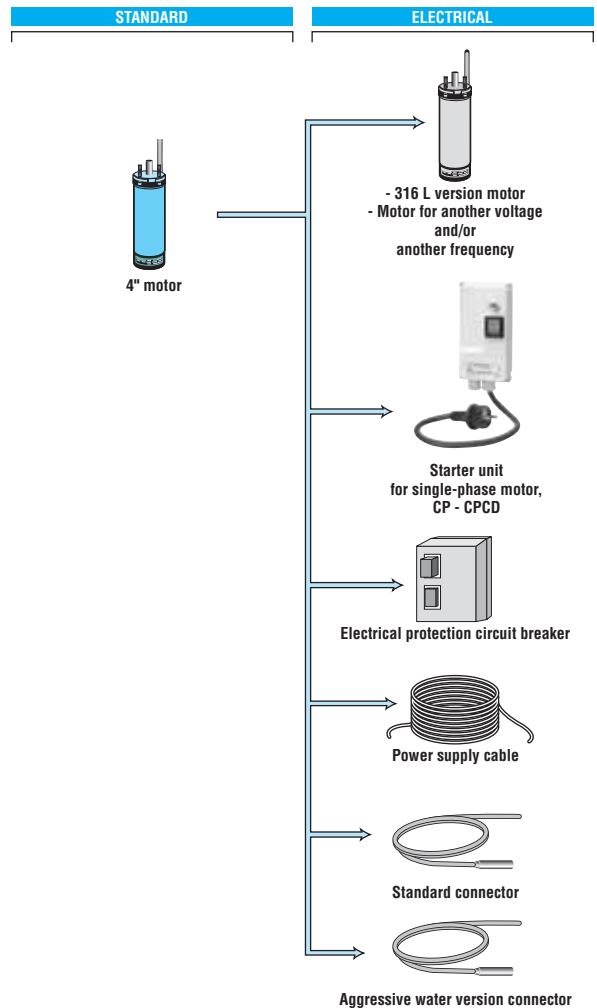 STANDARD
ELECTRICAL
- 316 L version motor
- Motor for another voltage
and/or
another frequency
4" motor
Starter unit
for single-phase motor,
CP - CPCD
Electrical protection circuit breaker
Power supply cable
Standard connector
Aggressive water version connector